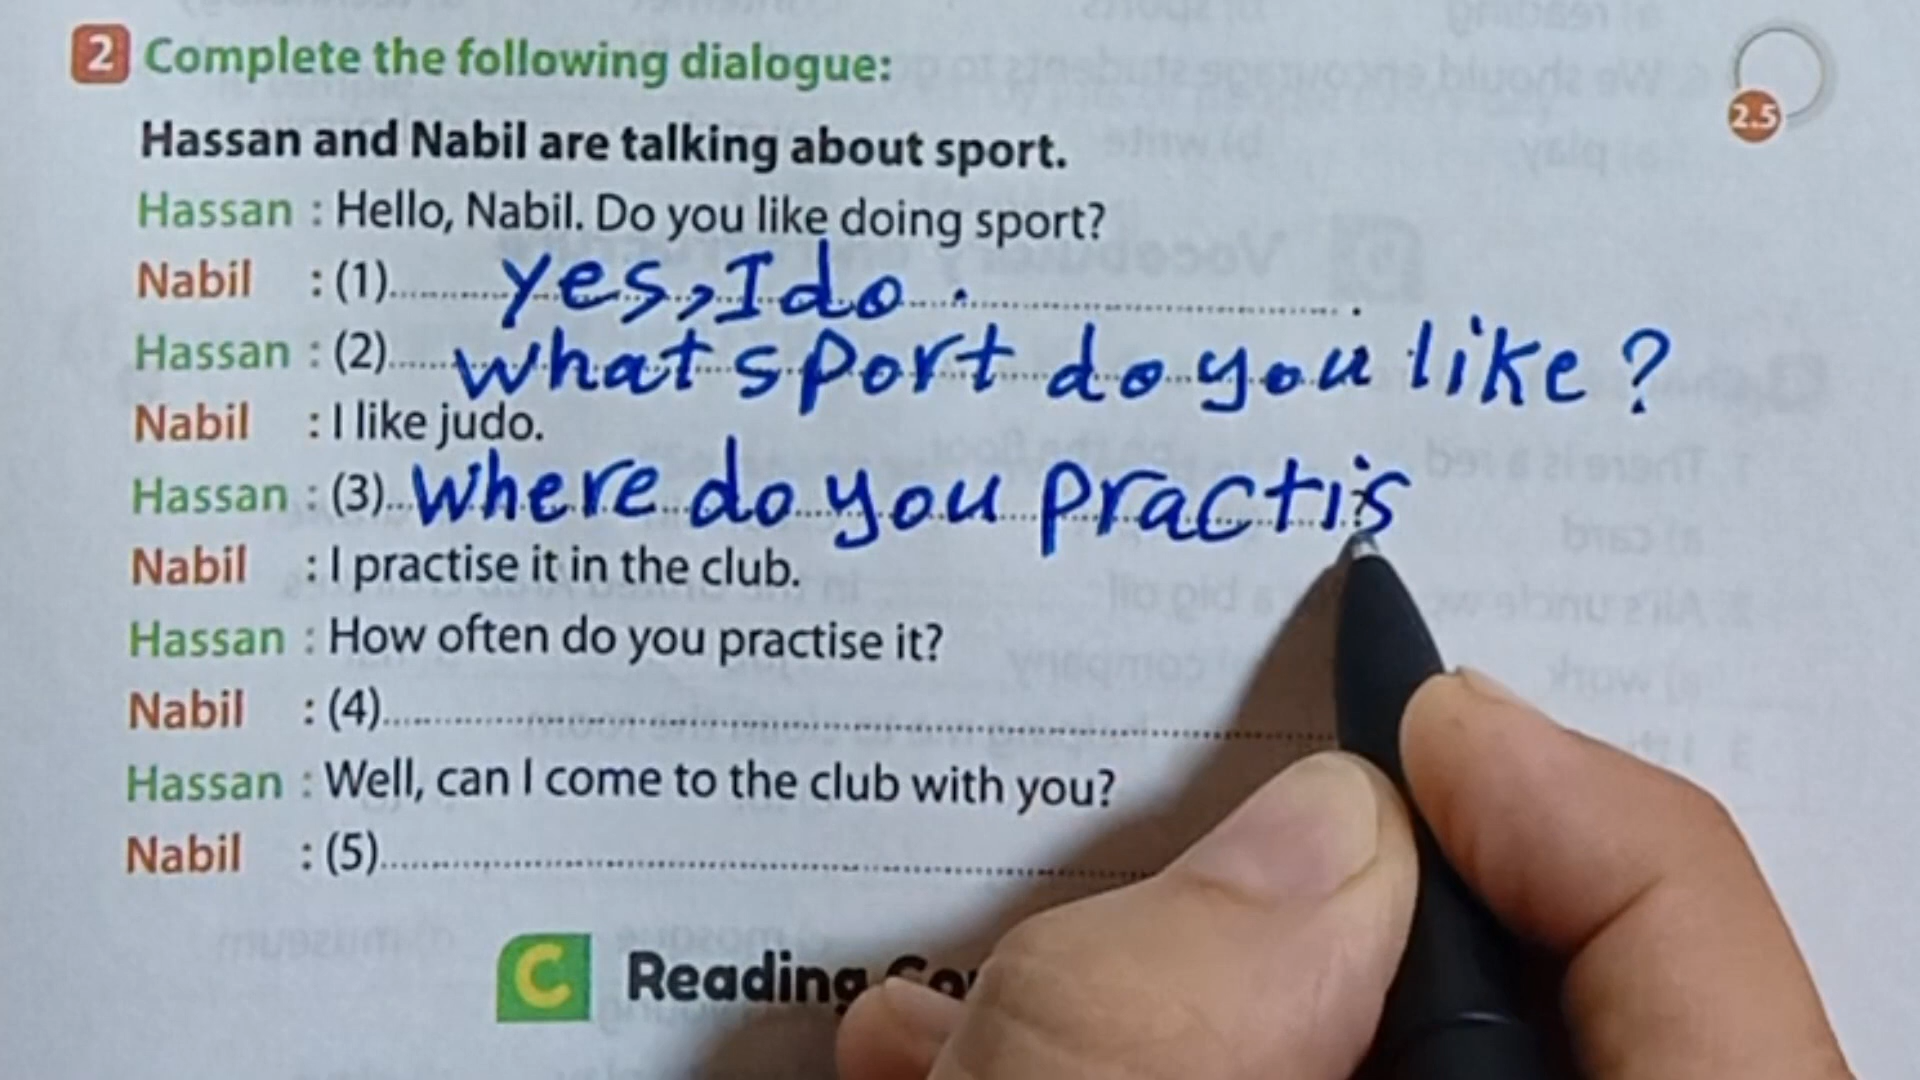 2 Complete the following dialogue:
2.5
Hassan and Nabil are talking about sport.
Hassan : Hello, Nabil. Do you like doing sport?
Nabil : (1) yes, I do .
Hassan : (2) what sport do you like ?
Nabil : I like judo.
Hassan : (3) where do you practis
Nabil : I practise it in the club.
Hassan : How often do you practise it?
Nabil : (4)
Hassan : Well, can I come to the club with you?
Nabil : (5)
C Reading